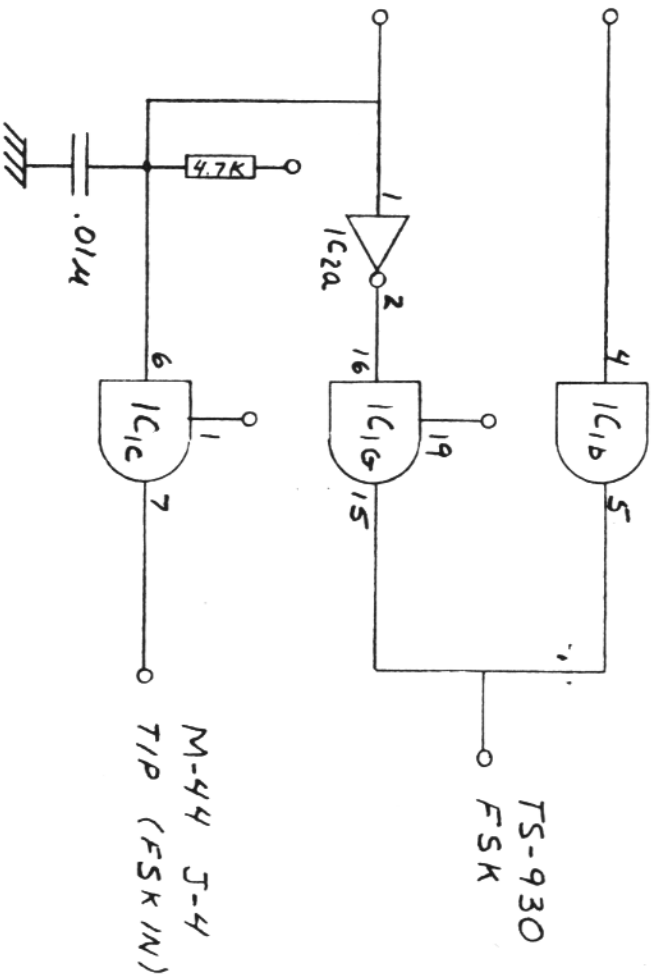 4
IC1D
5
TS-930
FSK
19
1
IC2a
2
16
IC1G
15
4.7K
.01µ
6
IC1C
1
7
M-44 J-4
TIP (FSK IN)